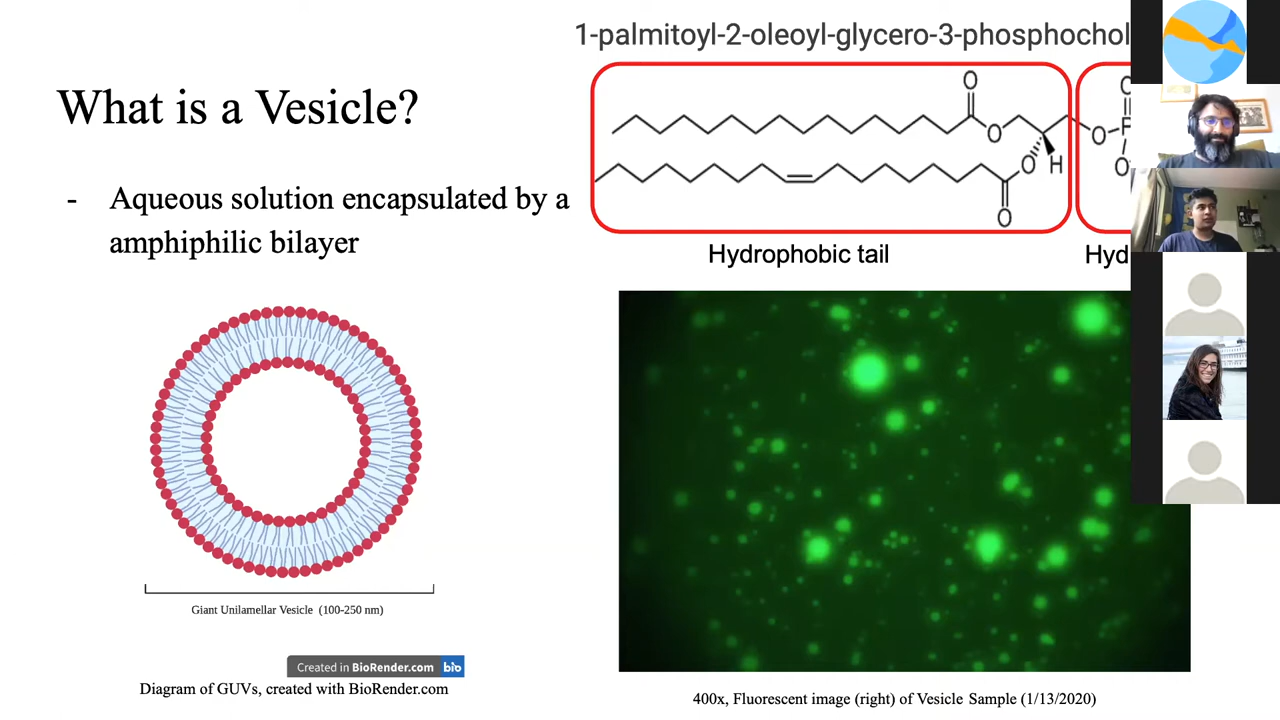 1-palmitoyl-2-oleoyl-glycero-3-phosphochol
What is a Vesicle?
- Aqueous solution encapsulated by a
amphiphilic bilayer
O
O
O
H
O
O
O
P
O
Hydrophobic tail
Hyd
Giant Unilamellar Vesicle (100-250 nm)
Created in BioRender.com bio
Diagram of GUVs, created with BioRender.com
400x, Fluorescent image (right) of Vesicle Sample (1/13/2020)